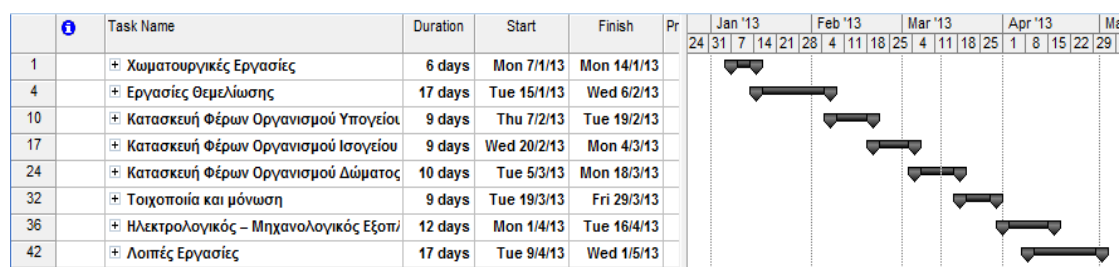 Task Name Duration Start Finish Pr Jan '13 Feb '13 Mar '13 Apr '13
24 31 7 14 21 28 4 11 18 25 4 11 18 25 1 8 15 22 29
1 Χωματουργικές Εργασίες 6 days Mon 7/1/13 Mon 14/1/13
4 Εργασίες Θεμελίωσης 17 days Tue 15/1/13 Wed 6/2/13
10 Κατασκευή Φέρων Οργανισμού Υπογείου 9 days Thu 7/2/13 Tue 19/2/13
17 Κατασκευή Φέρων Οργανισμού Ισογείου 9 days Wed 20/2/13 Mon 4/3/13
24 Κατασκευή Φέρων Οργανισμού Δώματος 10 days Tue 5/3/13 Mon 18/3/13
32 Τοιχοποιία και μόνωση 9 days Tue 19/3/13 Fri 29/3/13
36 Ηλεκτρολογικός – Μηχανολογικός Εξοπλ 12 days Mon 1/4/13 Tue 16/4/13
42 Λοιπές Εργασίες 17 days Tue 9/4/13 Wed 1/5/13